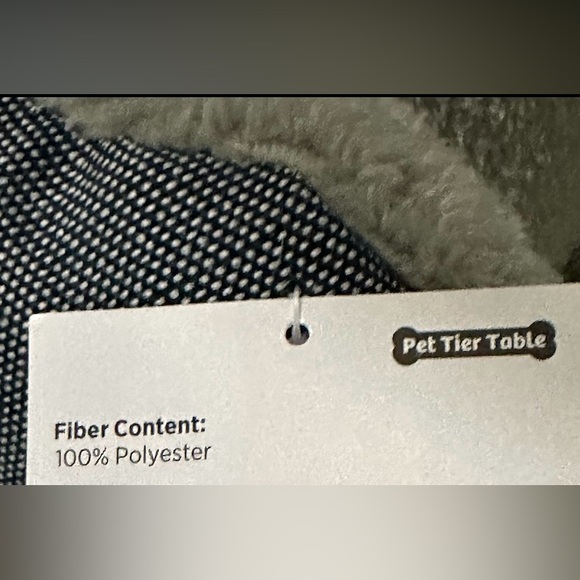 Pet Tier Table
Fiber Content:
100% Polyester